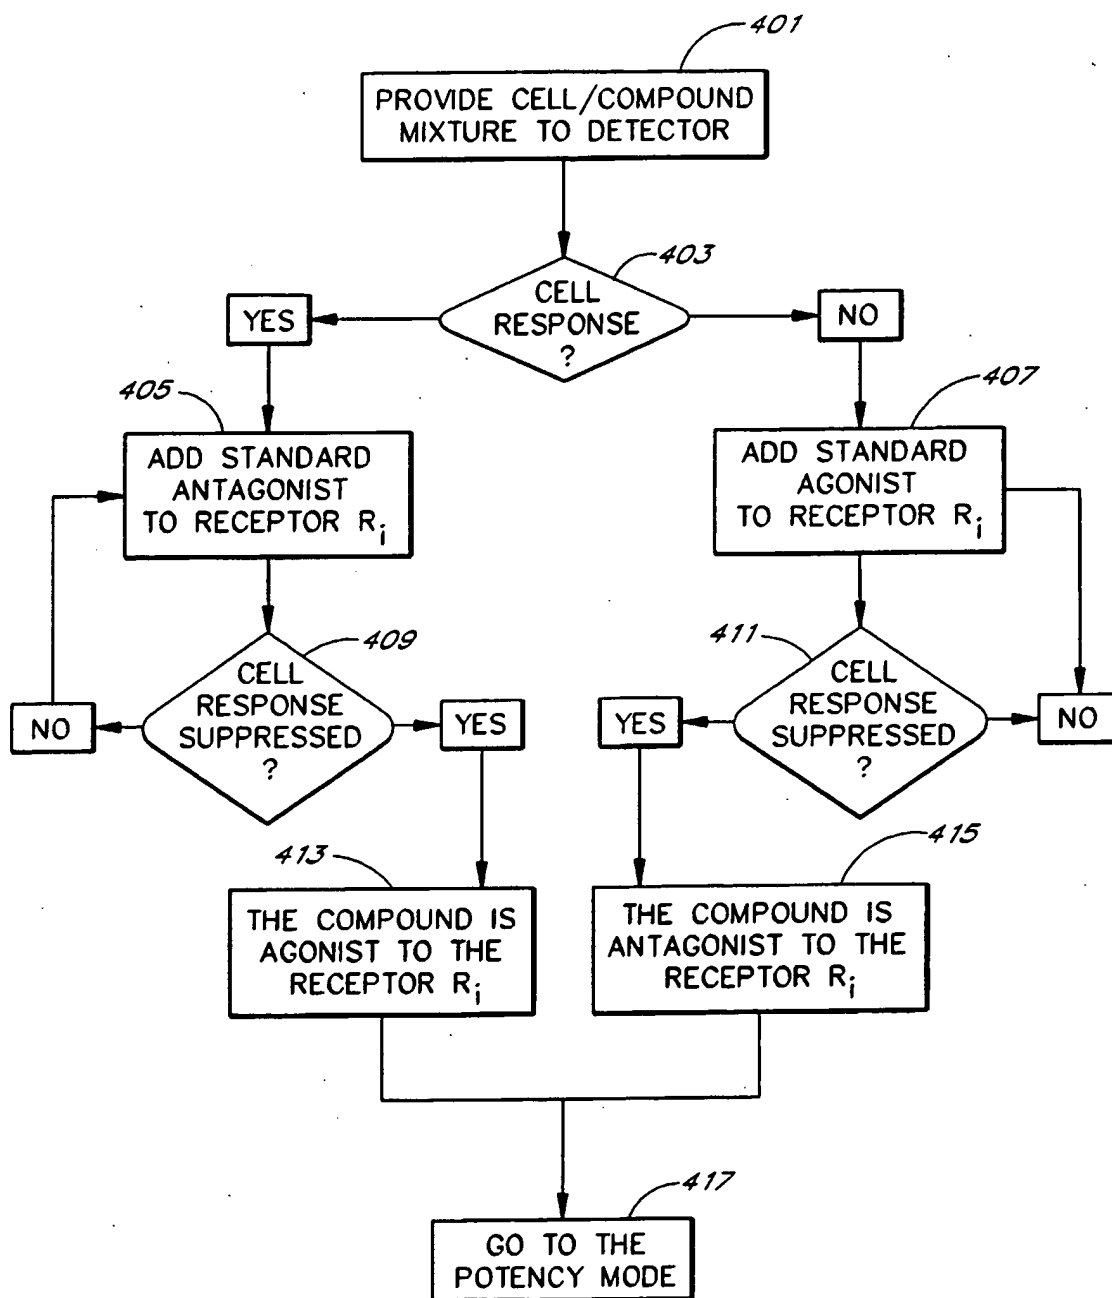 401
PROVIDE CELL/COMPOUND
MIXTURE TO DETECTOR
403
CELL
RESPONSE
?
YES
NO
405
ADD STANDARD
ANTAGONIST
TO RECEPTOR Ri
407
ADD STANDARD
AGONIST
TO RECEPTOR Ri
409
CELL
RESPONSE
SUPPRESSED
?
NO
YES
411
CELL
RESPONSE
SUPPRESSED
?
YES
NO
413
THE COMPOUND IS
AGONIST TO THE
RECEPTOR Ri
415
THE COMPOUND IS
ANTAGONIST TO THE
RECEPTOR Ri
417
GO TO THE
POTENCY MODE